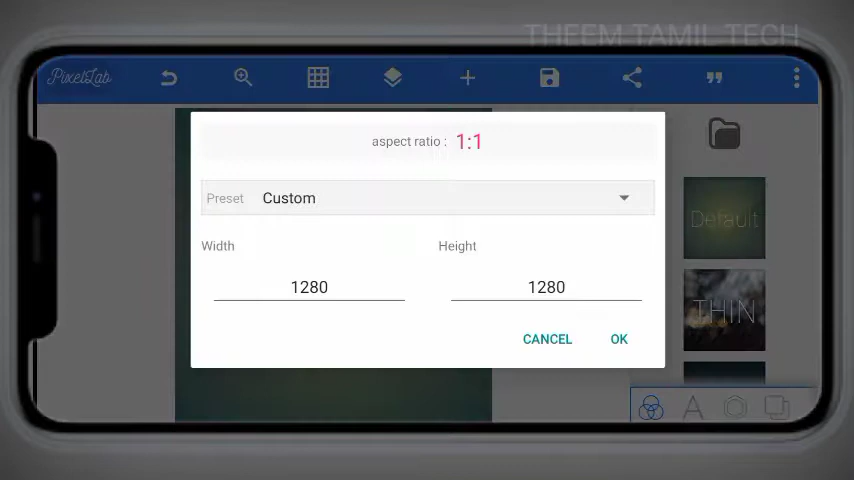 THEEM TAMIL TECH
PixelLab
aspect ratio : 1:1
Preset Custom
Width Height
1280 1280
CANCEL OK
Default
THIN